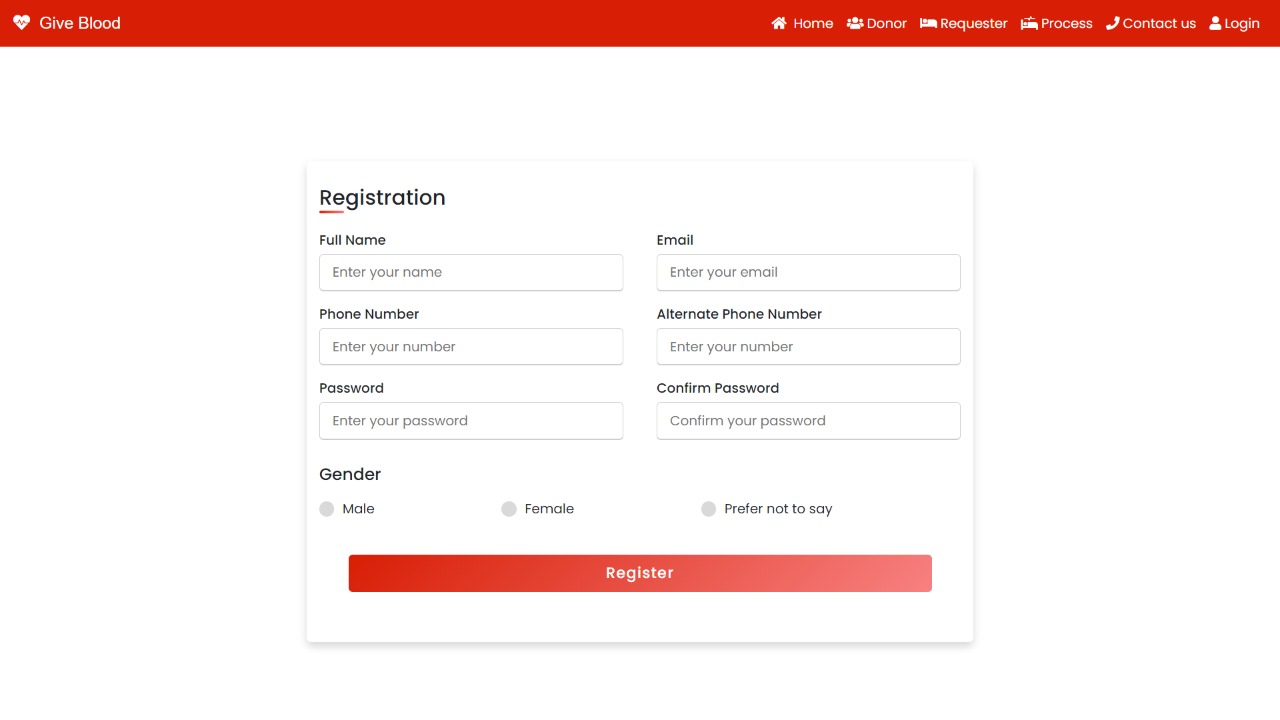 Give Blood
Home Donor Requester Process Contact us Login
Registration
Full Name Email
Enter your name Enter your email
Phone Number Alternate Phone Number
Enter your number Enter your number
Password Confirm Password
Enter your password Confirm your password
Gender
Male Female Prefer not to say
Register